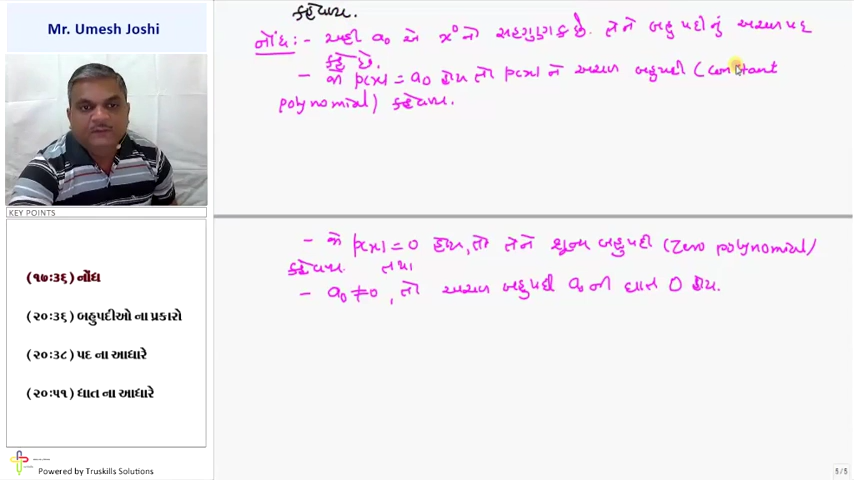 Mr. Umesh Joshi
KEY POINTS
(૧૭:૩૬) નોંધ
(૨૦:૩૬) બહુપદીઓ ના પ્રકારો
(૨૦:૩૮) પદ ના આધારે
(૨૦:૫૧) ઘાત ના આધારે
Powered by Truskills Solutions
કહેવાય.
નોંધ:- અહી a₀ એ x⁰ નો સહગુણક છે. તેને બહુપદીનું અચળપદ
કહે છે.
- જો p(x) = a₀ હોય તો p(x) ને અચળ બહુપદી (constant
polynomial) કહેવાય.
- જો p(x) = 0 હોય, તો તેને શૂન્ય બહુપદી (Zero polynomial)
કહેવાય. તથા
- a₀ ≠ 0, તો અચળ બહુપદી a₀ ની ઘાત 0 હોય.
5/5